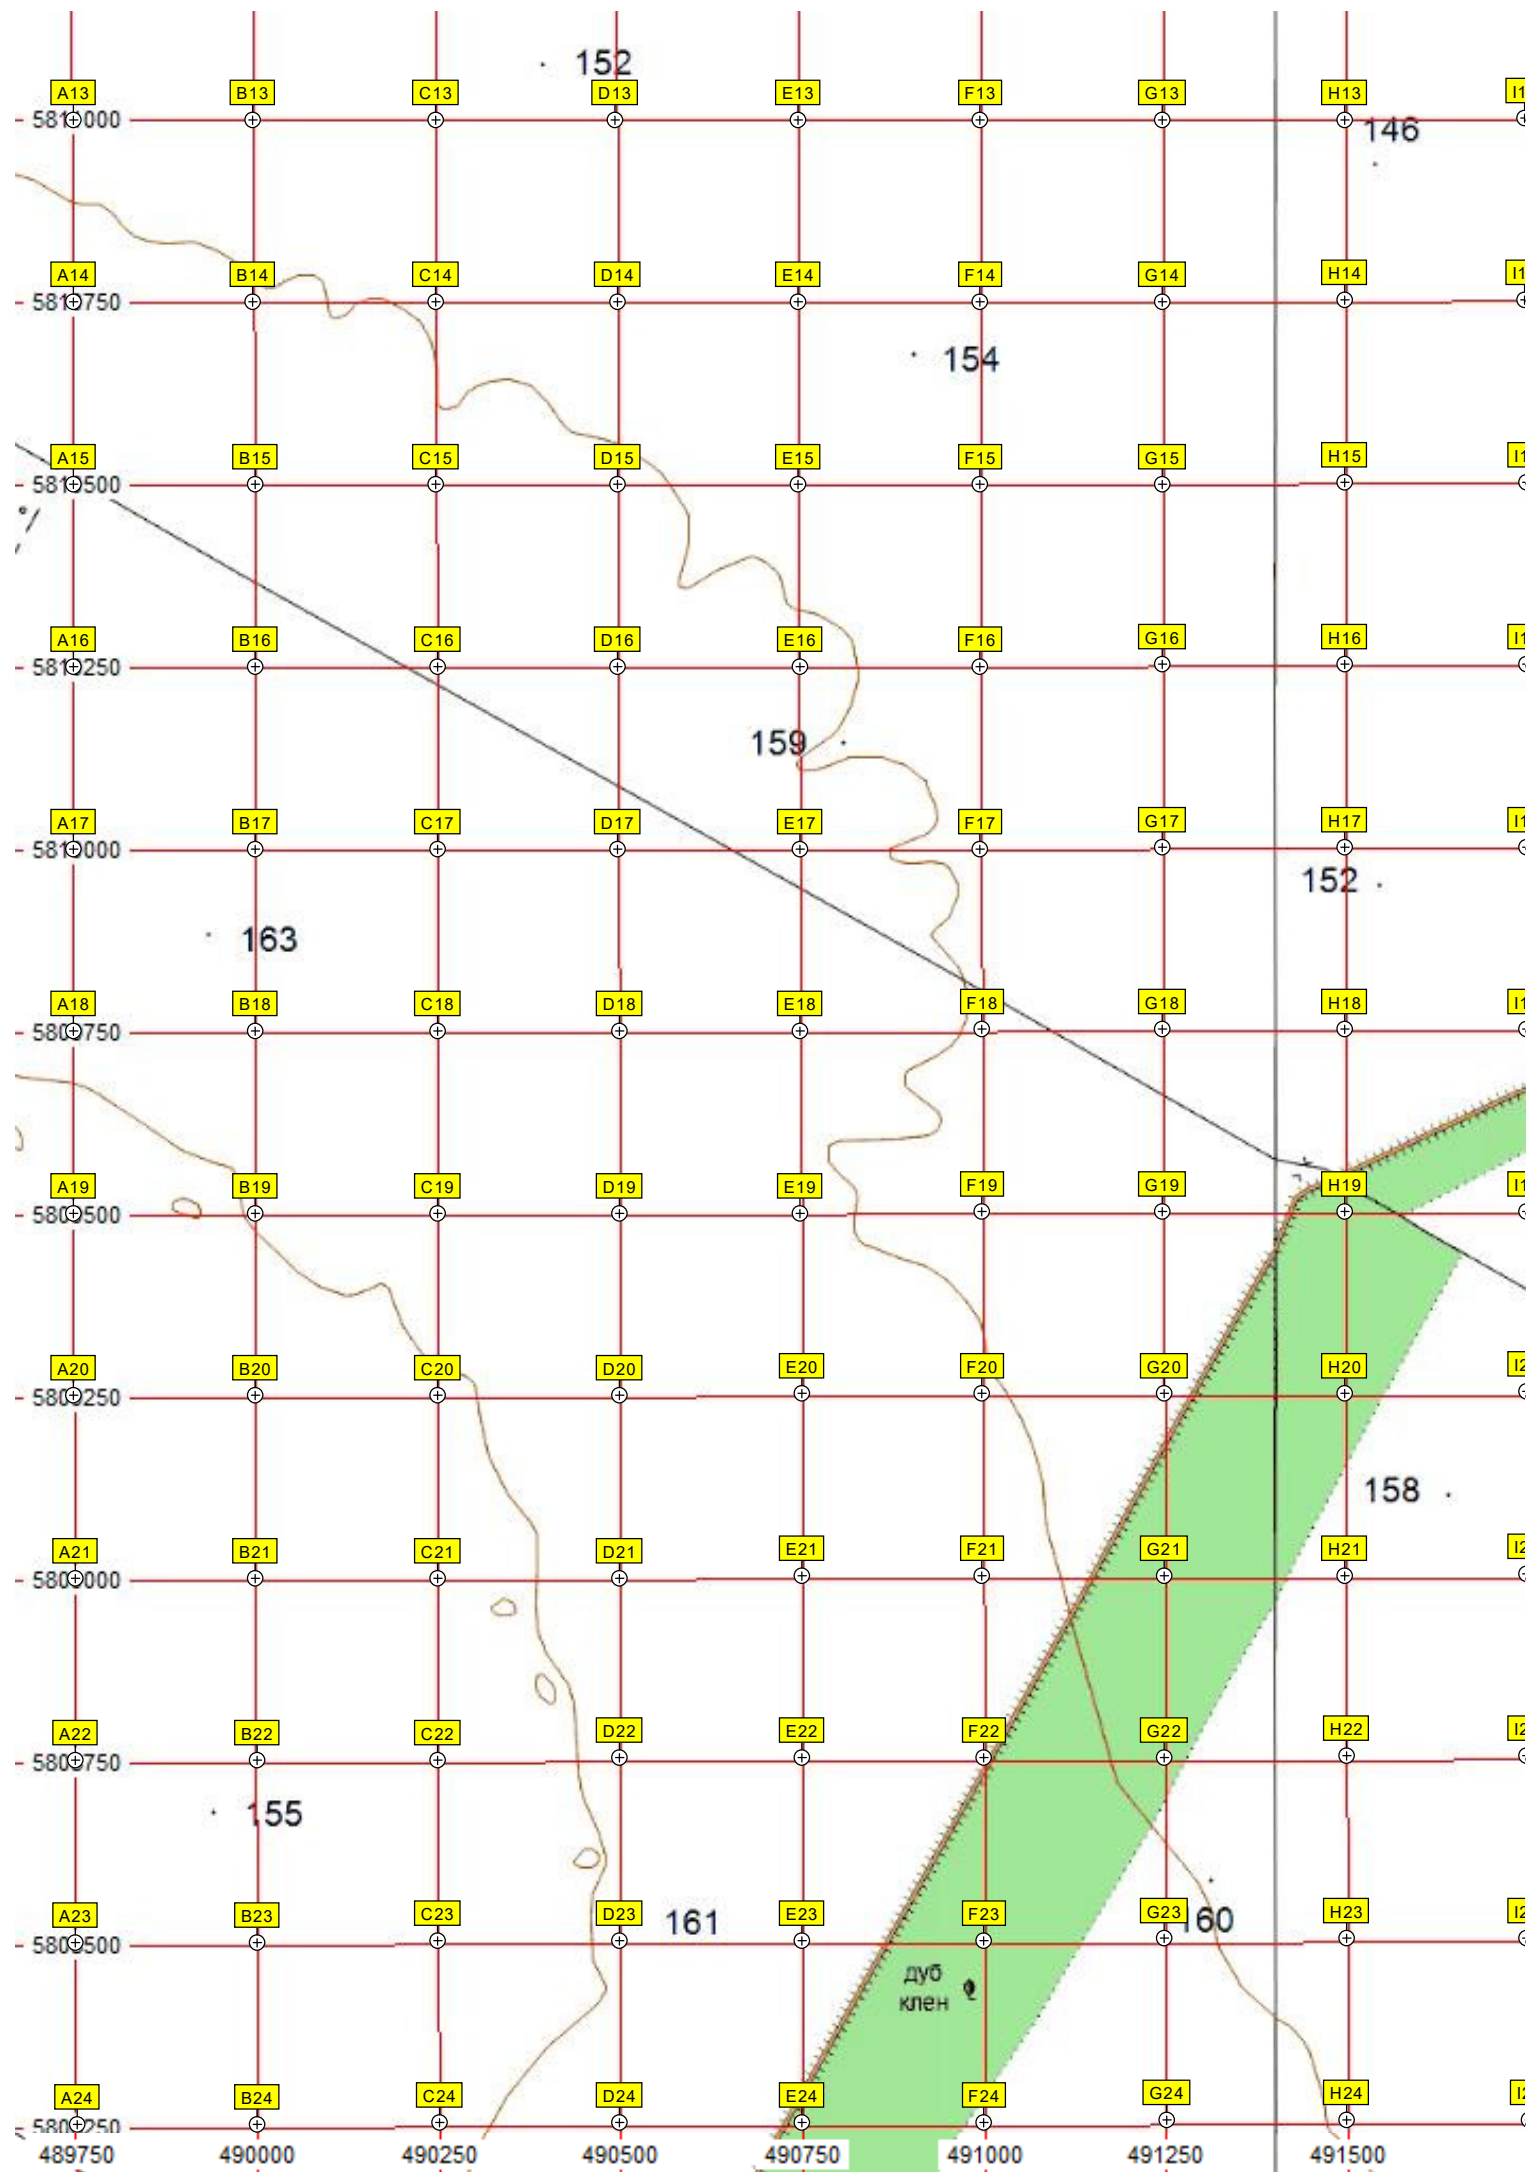 152
A13 B13 C13 D13 E13 F13 G13 H13
146
A14 B14 C14 D14 E14 F14 G14 H14
154
A15 B15 C15 D15 E15 F15 G15 H15
A16 B16 C16 D16 E16 F16 G16 H16
159
A17 B17 C17 D17 E17 F17 G17 H17
152
163
A18 B18 C18 D18 E18 F18 G18 H18
A19 B19 C19 D19 E19 F19 G19 H19
A20 B20 C20 D20 E20 F20 G20 H20
158
A21 B21 C21 D21 E21 F21 G21 H21
A22 B22 C22 D22 E22 F22 G22 H22
155
A23 B23 C23 D23 E23 F23 G23 H23
161
160
дуб
клен
A24 B24 C24 D24 E24 F24 G24 H24
489750 490000 490250 490500 490750 491000 491250 491500